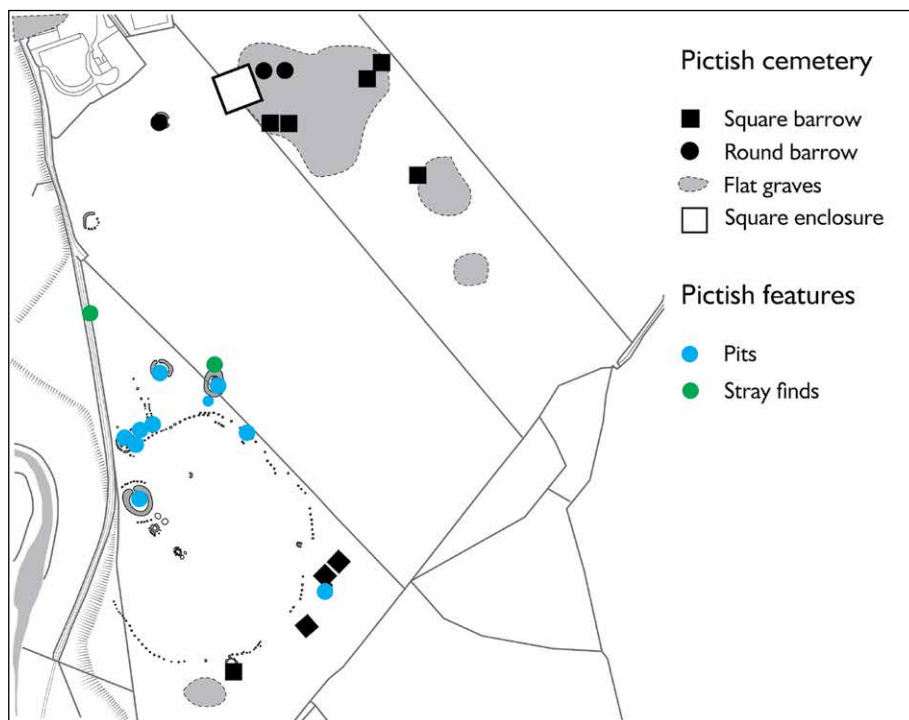 Pictish cemetery
Square barrow
Round barrow
Flat graves
Square enclosure
Pictish features
Pits
Stray finds